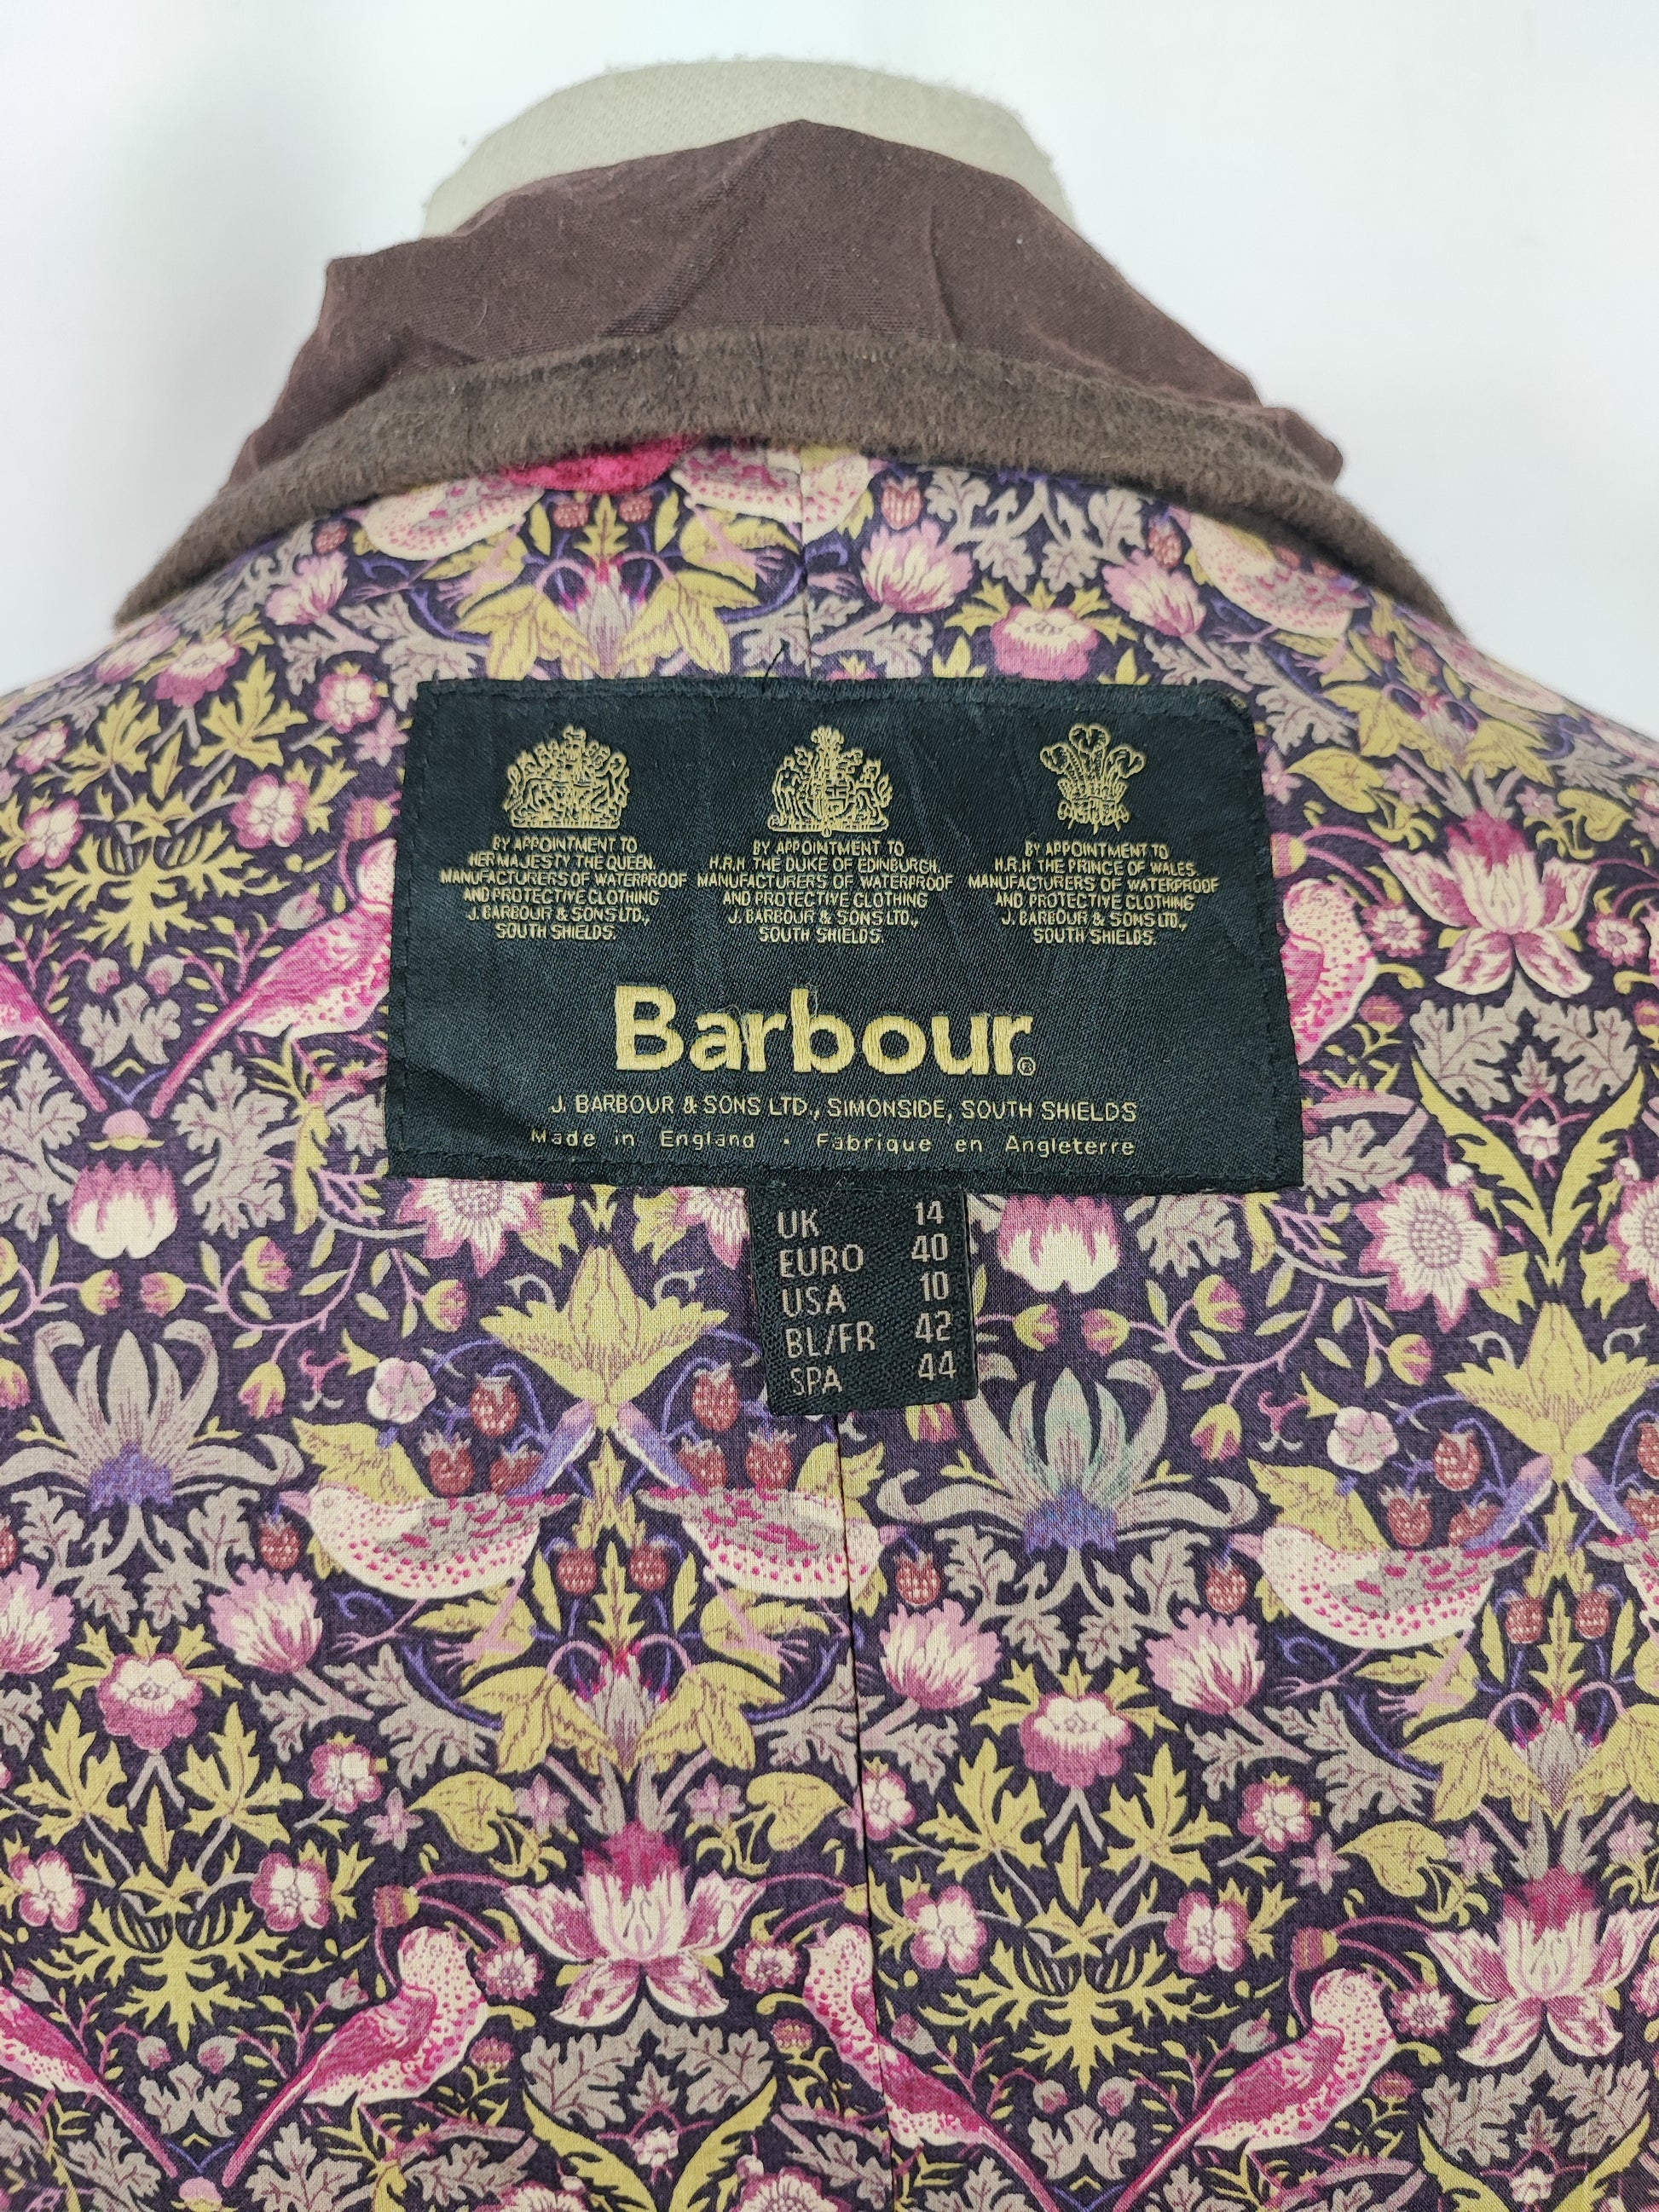 BY APPOINTMENT TO
HER MAJESTY THE QUEEN.
MANUFACTURERS OF WATERPROOF
AND PROTECTIVE CLOTHING
J. BARBOUR & SONS LTD.,
SOUTH SHIELDS.
BY APPOINTMENT TO
H.R.H. THE DUKE OF EDINBURGH.
MANUFACTURERS OF WATERPROOF
AND PROTECTIVE CLOTHING
J. BARBOUR & SONS LTD.,
SOUTH SHIELDS.
BY APPOINTMENT TO
H.R.H. THE PRINCE OF WALES.
MANUFACTURERS OF WATERPROOF
AND PROTECTIVE CLOTHING
J. BARBOUR & SONS LTD.,
SOUTH SHIELDS.
Barbour®
J. BARBOUR & SONS LTD., SIMONSIDE, SOUTH SHIELDS
Made in England · Fabrique en Angleterre
UK 14
EURO 40
USA 10
BL/FR 42
SPA 44